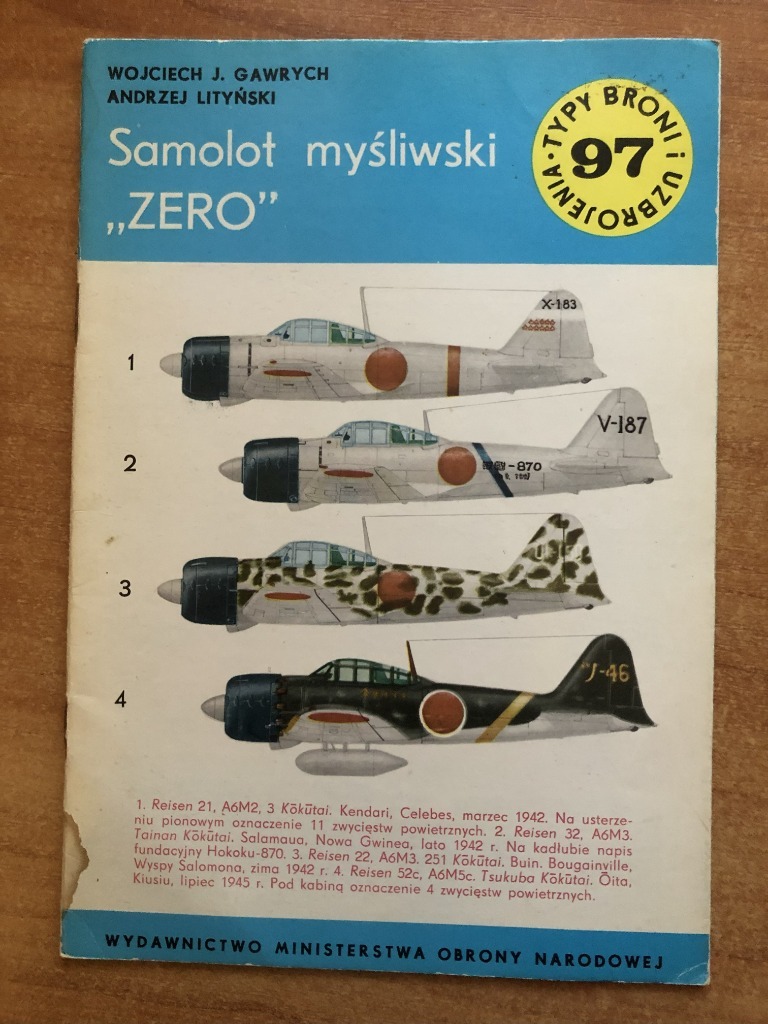 WOJCIECH J. GAWRYCH
ANDRZEJ LITYŃSKI
Samolot myśliwski
„ZERO”
TYPY BRONI i UZBROJENIA •
97
X-183
1
V-187
2
-870
3
"J-46
4
1. Reisen 21, A6M2, 3 Kōkūtai. Kendari, Celebes, marzec 1942. Na usterze-
niu pionowym oznaczenie 11 zwycięstw powietrznych. 2. Reisen 32, A6M3.
Tainan Kōkūtai. Salamaua, Nowa Gwinea, lato 1942 r. Na kadłubie napis
fundacyjny Hokoku-870. 3. Reisen 22, A6M3. 251 Kōkūtai. Buin. Bougainville,
Wyspy Salomona, zima 1942 r. 4. Reisen 52c, A6M5c. Tsukuba Kōkūtai. Ōita,
Kiusiu, lipiec 1945 r. Pod kabiną oznaczenie 4 zwycięstw powietrznych.
WYDAWNICTWO MINISTERSTWA OBRONY NARODOWEJ